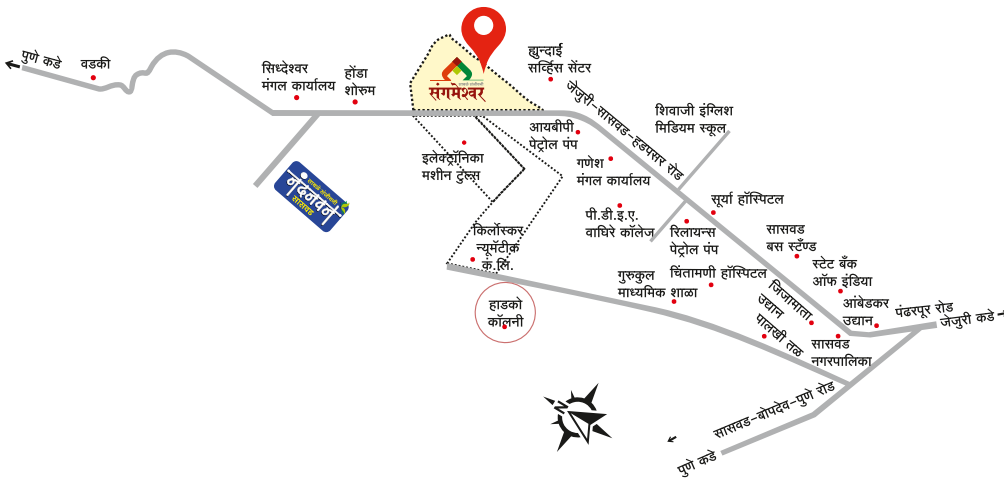 पुणे कडे
वडकी
सिध्देश्वर
मंगल कार्यालय
होंडा
शोरुम
संगमेश्वर
ह्युन्दाई
सर्व्हिस सेंटर
जेजुरी-सासवड-हडपसर रोड
शिवाजी इंग्लिश
मिडियम स्कूल
आयबीपी
पेट्रोल पंप
इलेक्ट्रॉनिका
मशीन टुल्स
गणेश
मंगल कार्यालय
नंदनवन
सासवड
पी.डी.इ.ए.
वाघिरे कॉलेज
सूर्या हॉस्पिटल
रिलायन्स
पेट्रोल पंप
किर्लोस्कर
न्यूमॅटीक
कं.लि.
सासवड
बस स्टँण्ड
गुरुकुल
माध्यमिक शाळा
चिंतामणी हॉस्पिटल
स्टेट बँक
ऑफ इंडिया
हाडको
कॉलनी
जिजामाता
उद्यान
आंबेडकर
उद्यान
पंढरपूर रोड
जेजुरी कडे
पालखी तळ
सासवड
नगरपालिका
सासवड-बोपदेव-पुणे रोड
पुणे कडे
N